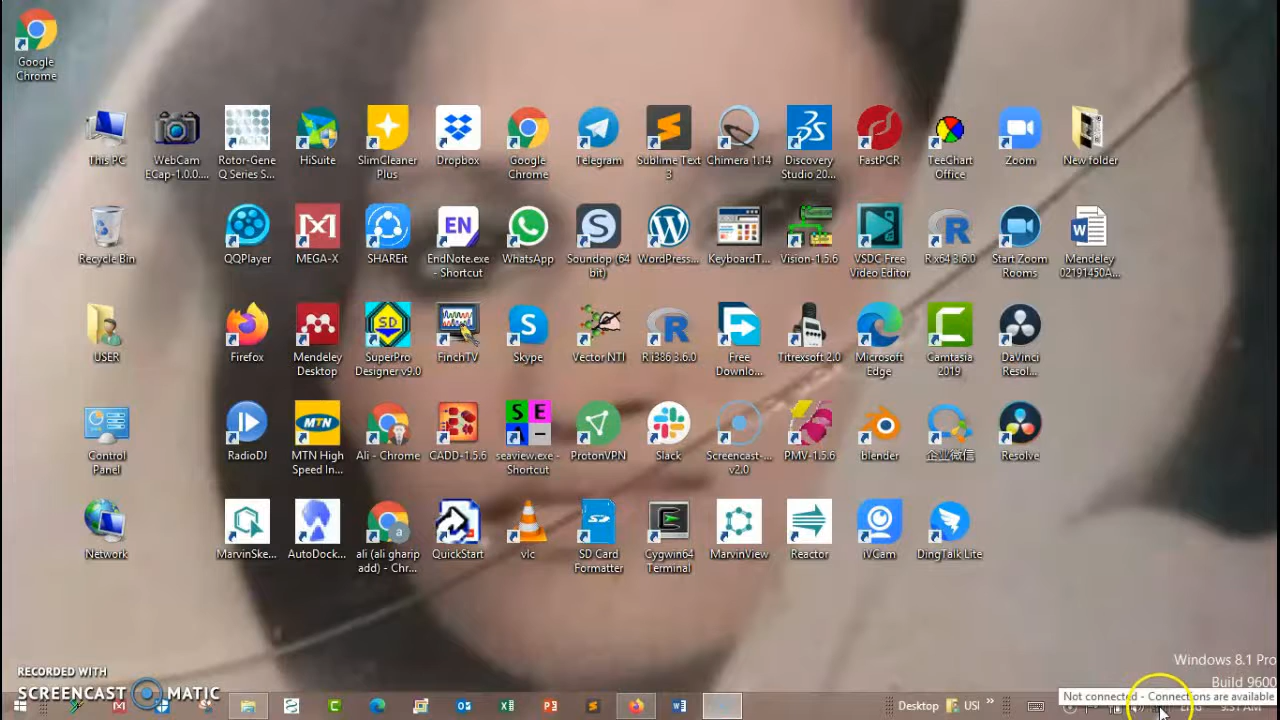 Google
Chrome
This PC
WebCam
ECap-1.0.0....
Rotor-Gene
Q Series S...
HiSuite
SlimCleaner
Plus
Dropbox
Google
Chrome
Telegram
Sublime Text
3
Chimera 1.14
Discovery
Studio 20...
FastPCR
TeeChart
Office
Zoom
New folder
Recycle Bin
QQPlayer
MEGA-X
SHAREit
EN
EndNote.exe
- Shortcut
WhatsApp
Soundop (64
bit)
WordPress...
KeyboardT...
Vision-1.5.6
VSDC Free
Video Editor
R x64 3.6.0
Start Zoom
Rooms
Mendeley
02191450A...
USER
Firefox
Mendeley
Desktop
SD
SuperPro
Designer v9.0
FinchTV
Skype
Vector NTI
R i386 3.6.0
Free
Downlo...
Titrexsoft 2.0
Microsoft
Edge
Camtasia
2019
DaVinci
Resol...
Control
Panel
RadioDJ
MTN
MTN High
Speed In...
Ali - Chrome
CADD-1.5.6
SE
A-
seaview.exe -
Shortcut
ProtonVPN
Slack
Screencast-...
v2.0
PMV-1.5.6
blender
企业微信
Resolve
Network
MarvinSke...
AutoDock...
ali (ali gharip
add) - Chr...
QuickStart
vlc
SD Card
Formatter
Cygwin64
Terminal
MarvinView
Reactor
iVCam
DingTalk Lite
Windows 8.1 Pro
Build 9600
RECORDED WITH
SCREENCAST MATIC
Not connected - Connections are available
Desktop
USI